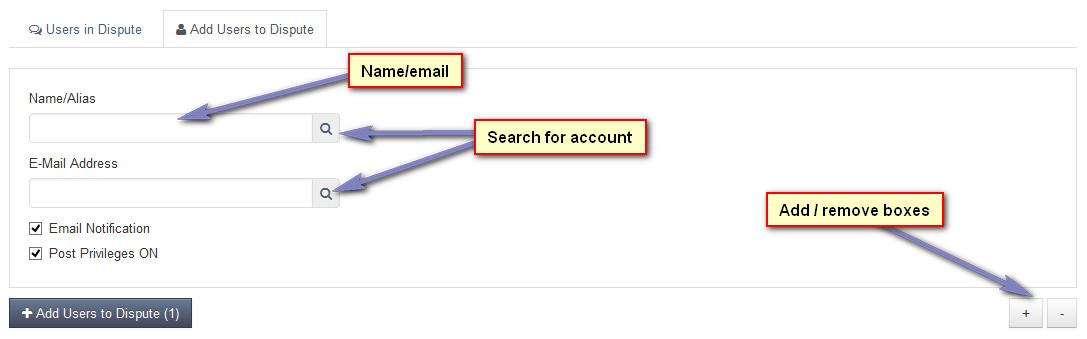 Users in Dispute
Add Users to Dispute
Name/email
Name/Alias
Search for account
E-Mail Address
Add / remove boxes
Email Notification
Post Privileges ON
+ Add Users to Dispute (1)
+
-